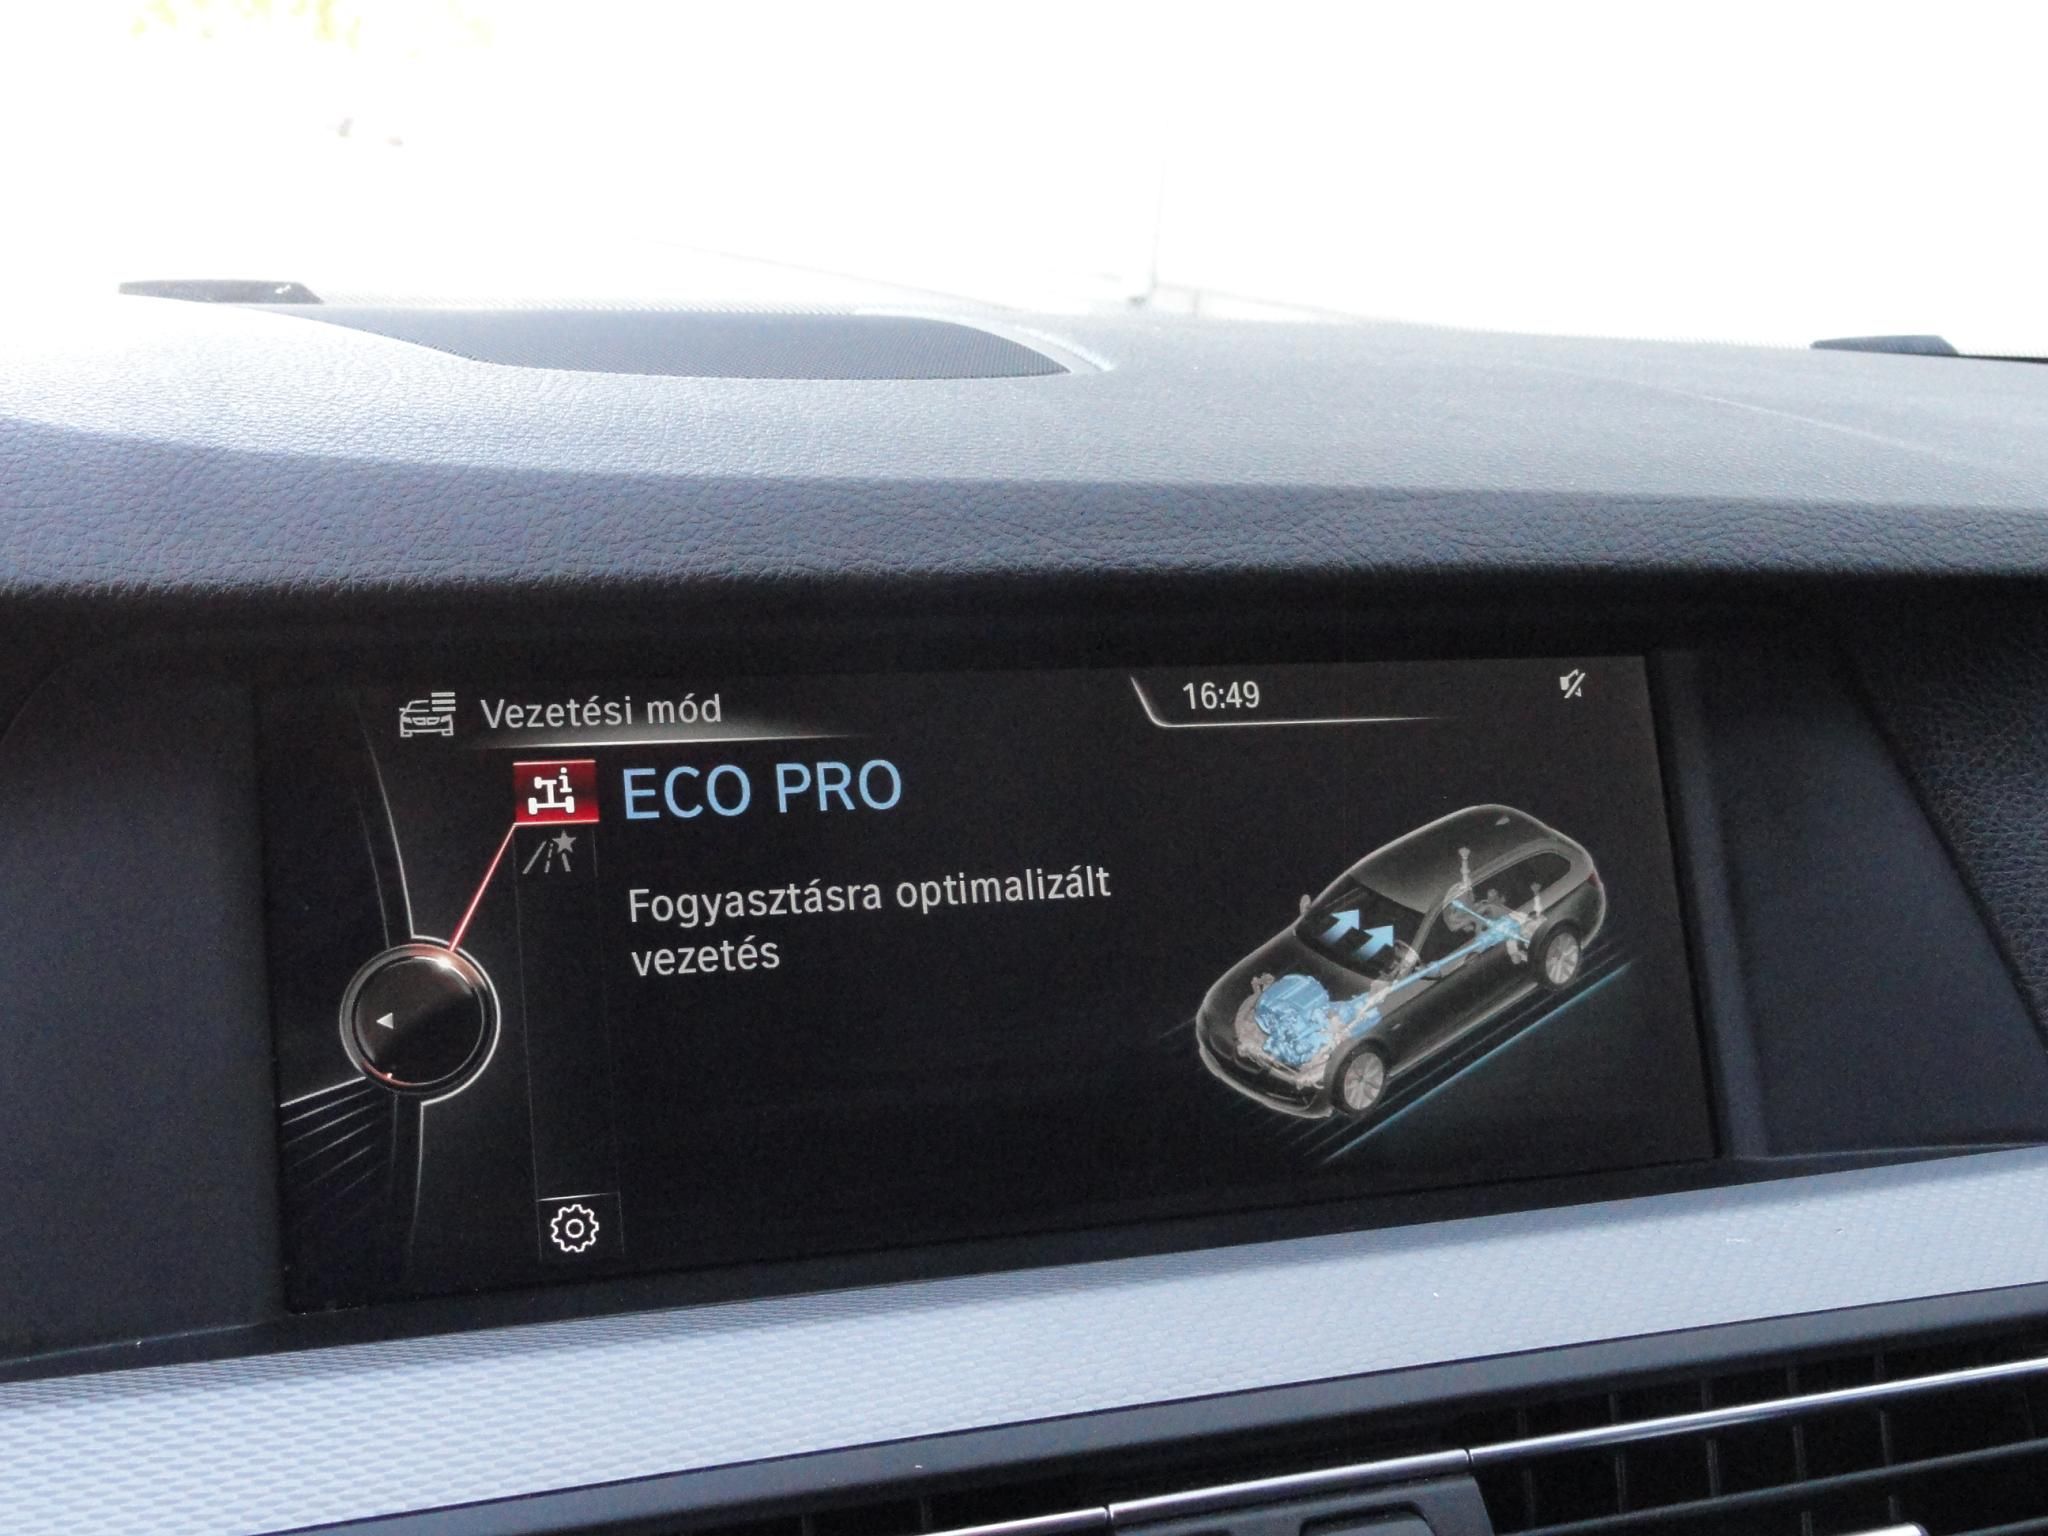 Vezetési mód
16:49
ECO PRO
Fogyasztásra optimalizált
vezetés